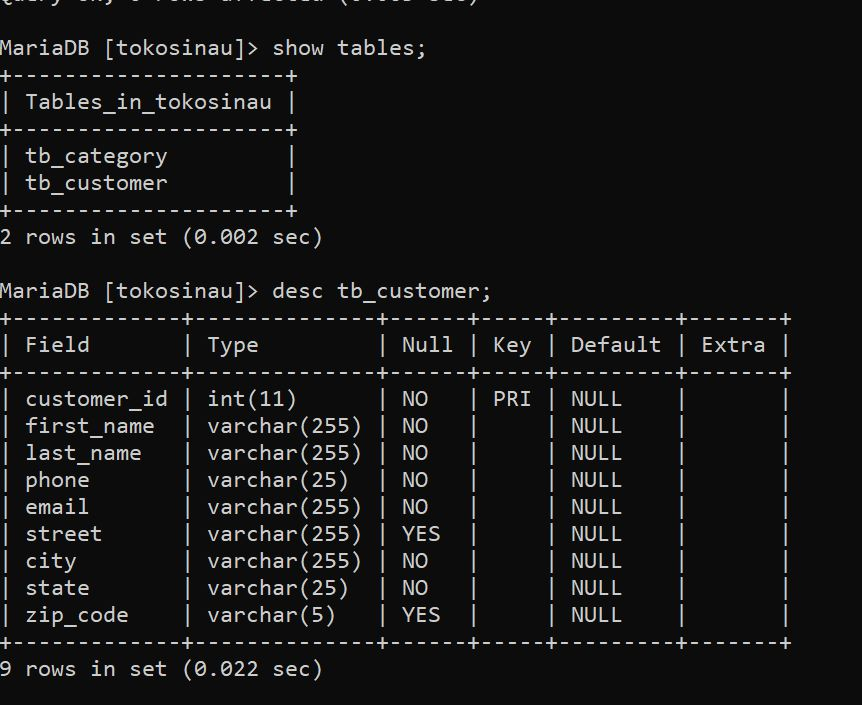 MariaDB [tokosinau]> show tables;
+---------------------+
| Tables_in_tokosinau |
+---------------------+
| tb_category         |
| tb_customer         |
+---------------------+
2 rows in set (0.002 sec)

MariaDB [tokosinau]> desc tb_customer;
+-------------+--------------+------+-----+---------+-------+
| Field       | Type         | Null | Key | Default | Extra |
+-------------+--------------+------+-----+---------+-------+
| customer_id | int(11)      | NO   | PRI | NULL    |       |
| first_name  | varchar(255) | NO   |     | NULL    |       |
| last_name   | varchar(255) | NO   |     | NULL    |       |
| phone       | varchar(25)  | NO   |     | NULL    |       |
| email       | varchar(255) | NO   |     | NULL    |       |
| street      | varchar(255) | YES  |     | NULL    |       |
| city        | varchar(255) | NO   |     | NULL    |       |
| state       | varchar(25)  | NO   |     | NULL    |       |
| zip_code    | varchar(5)   | YES  |     | NULL    |       |
+-------------+--------------+------+-----+---------+-------+
9 rows in set (0.022 sec)